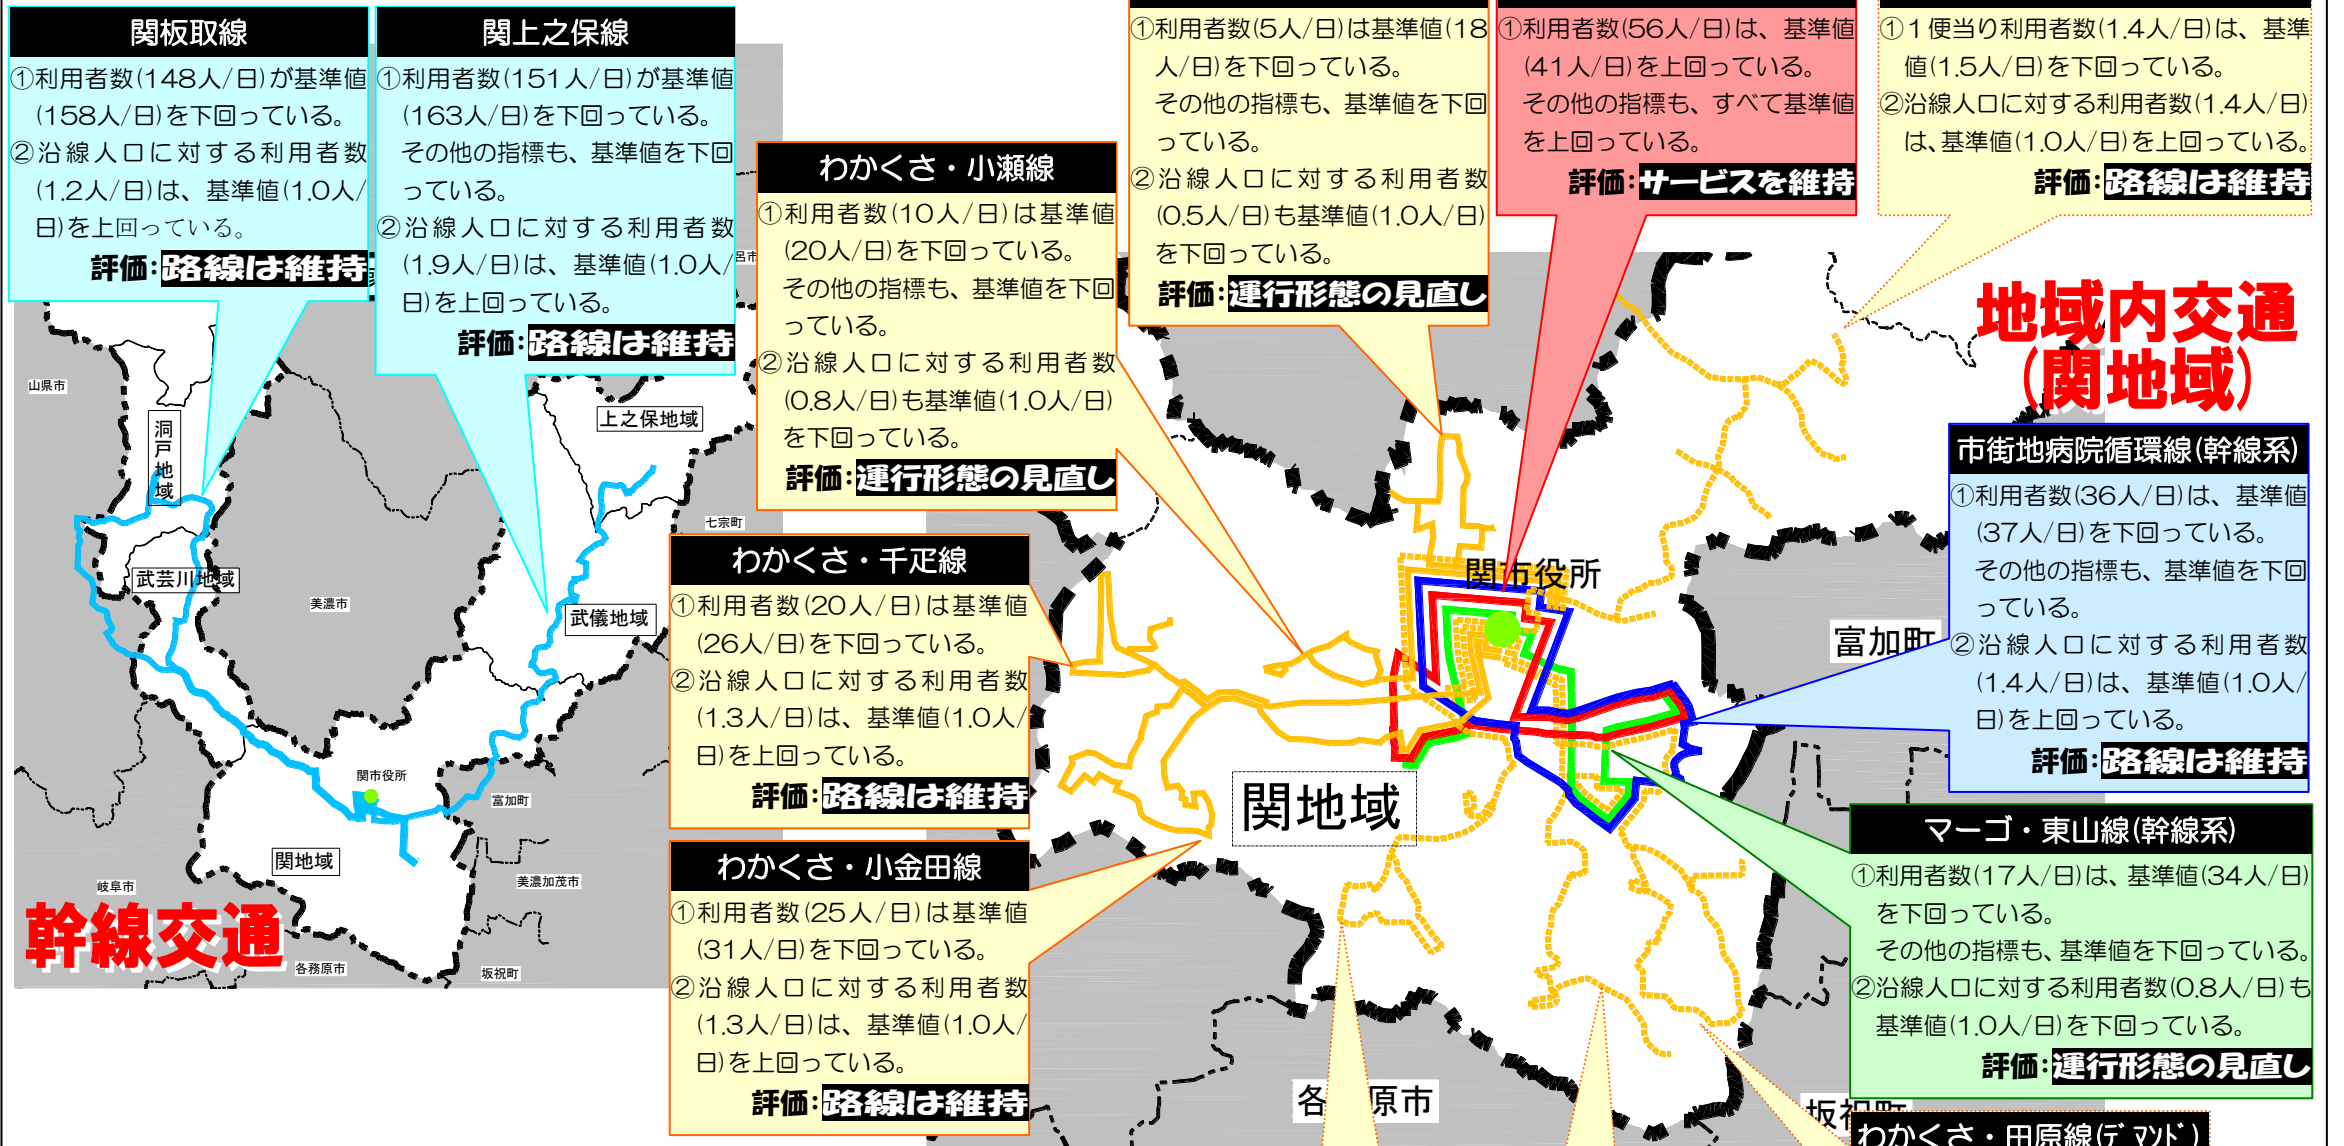 関板取線
①利用者数(148人/日)が基準値
(158人/日)を下回っている。
②沿線人口に対する利用者数
(1.2人/日)は、基準値(1.0人/
日)を上回っている。
評価:路線は維持
関上之保線
①利用者数(151人/日)が基準値
(163人/日)を下回っている。
その他の指標も、基準値を下回
っている。
②沿線人口に対する利用者数
(1.9人/日)は、基準値(1.0人/
日)を上回っている。
評価:路線は維持
わかくさ・小瀬線
①利用者数(10人/日)は基準値
(20人/日)を下回っている。
その他の指標も、基準値を下回
っている。
②沿線人口に対する利用者数
(0.8人/日)も基準値(1.0人/日)
を下回っている。
評価:運行形態の見直し
①利用者数(5人/日)は基準値(18
人/日)を下回っている。
その他の指標も、基準値を下回
っている。
②沿線人口に対する利用者数
(0.5人/日)も基準値(1.0人/日)
を下回っている。
評価:運行形態の見直し
①利用者数(56人/日)は、基準値
(41人/日)を上回っている。
その他の指標も、すべて基準値
を上回っている。
評価:サービスを維持
①1便当り利用者数(1.4人/日)は、基準
値(1.5人/日)を下回っている。
②沿線人口に対する利用者数(1.4人/日)
は、基準値(1.0人/日)を上回っている。
評価:路線は維持
地域内交通
(関地域)
市街地病院循環線(幹線系)
①利用者数(36人/日)は、基準値
(37人/日)を下回っている。
その他の指標も、基準値を下回
っている。
②沿線人口に対する利用者数
(1.4人/日)は、基準値(1.0人/
日)を上回っている。
評価:路線は維持
わかくさ・千疋線
①利用者数(20人/日)は基準値
(26人/日)を下回っている。
②沿線人口に対する利用者数
(1.3人/日)は、基準値(1.0人/
日)を上回っている。
評価:路線は維持
わかくさ・小金田線
①利用者数(25人/日)は基準値
(31人/日)を下回っている。
②沿線人口に対する利用者数
(1.3人/日)は、基準値(1.0人/
日)を上回っている。
評価:路線は維持
マーゴ・東山線(幹線系)
①利用者数(17人/日)は、基準値(34人/日)
を下回っている。
その他の指標も、基準値を下回っている。
②沿線人口に対する利用者数(0.8人/日)も
基準値(1.0人/日)を下回っている。
評価:運行形態の見直し
わかくさ・田原線(デマンド)
山県市
呂市
洞戸地域
上之保地域
七宗町
武芸川地域
美濃市
武儀地域
関市役所
富加町
関地域
美濃加茂市
岐阜市
各務原市
坂祝町
幹線交通
関市役所
富加町
関地域
各
原市
坂祝町